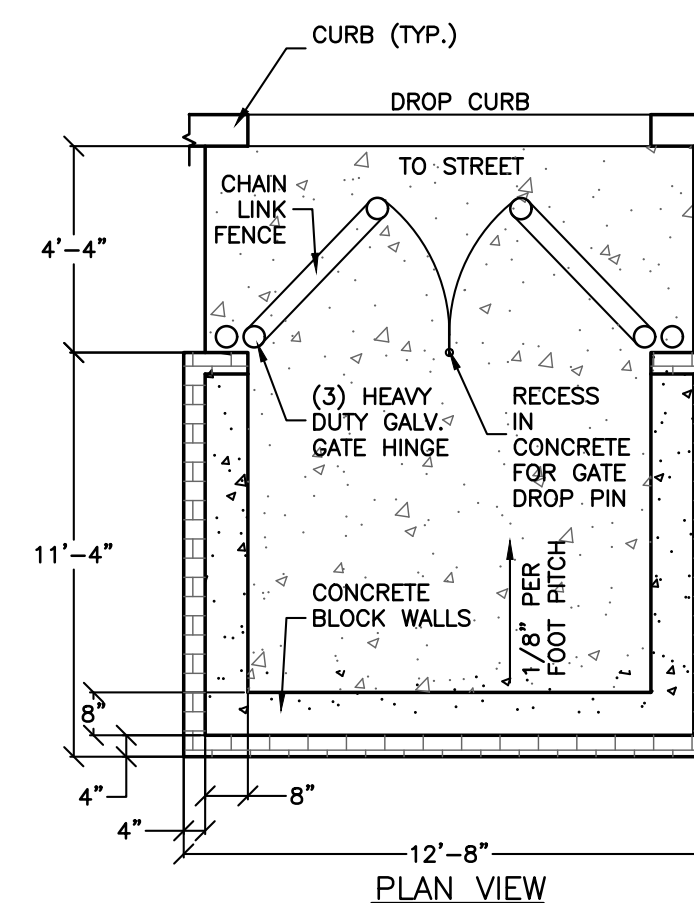 CURB (TYP.)
DROP CURB
TO STREET
CHAIN
LINK
FENCE
4'-4"
(3) HEAVY
DUTY GALV.
GATE HINGE
RECESS
IN
CONCRETE
FOR GATE
DROP PIN
11'-4"
1/8" PER
FOOT PITCH
CONCRETE
BLOCK WALLS
8"
4"
8"
4"
12'-8"
PLAN VIEW